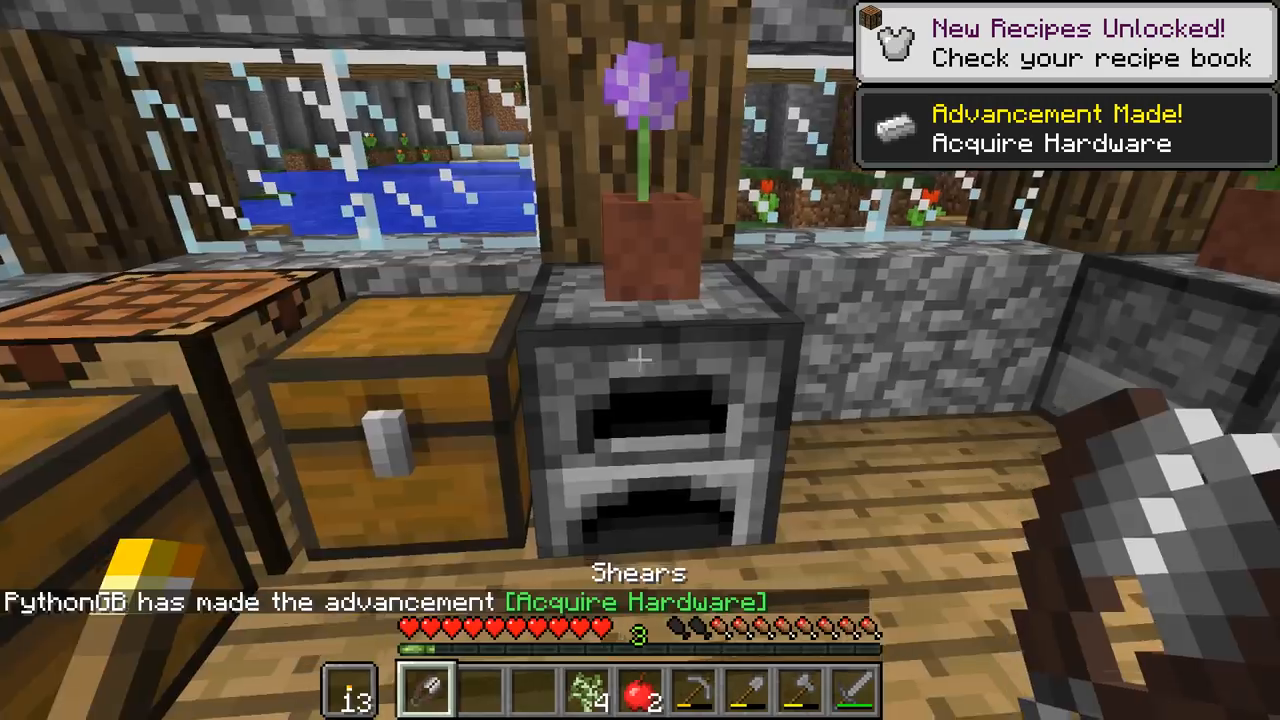 New Recipes Unlocked!
Check your recipe book
Advancement Made!
Acquire Hardware
Shears
PythonGB has made the advancement [Acquire Hardware]
3
13
4
2